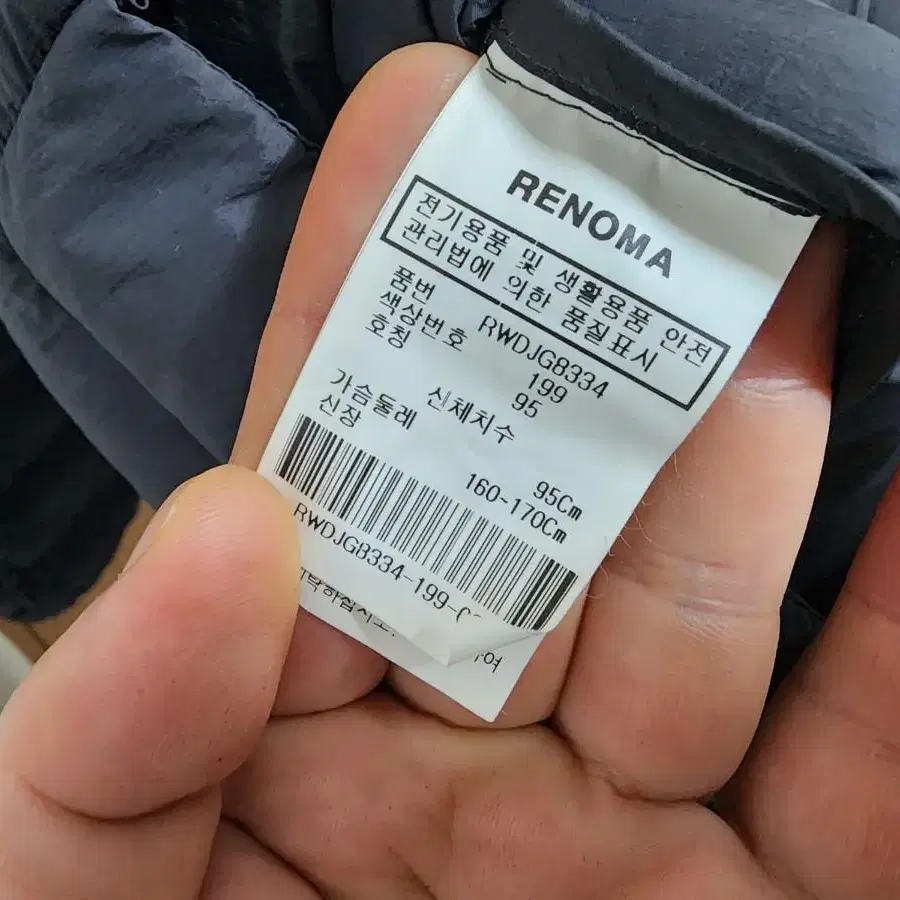 RENOMA
전기용품 및 생활용품 안전
관리법에 의한 품질표시
품번 RWDJG8334
색상번호 199
호칭 95
신체치수
가슴둘레 95Cm
신장 160~170Cm
RWDJG8334-199-